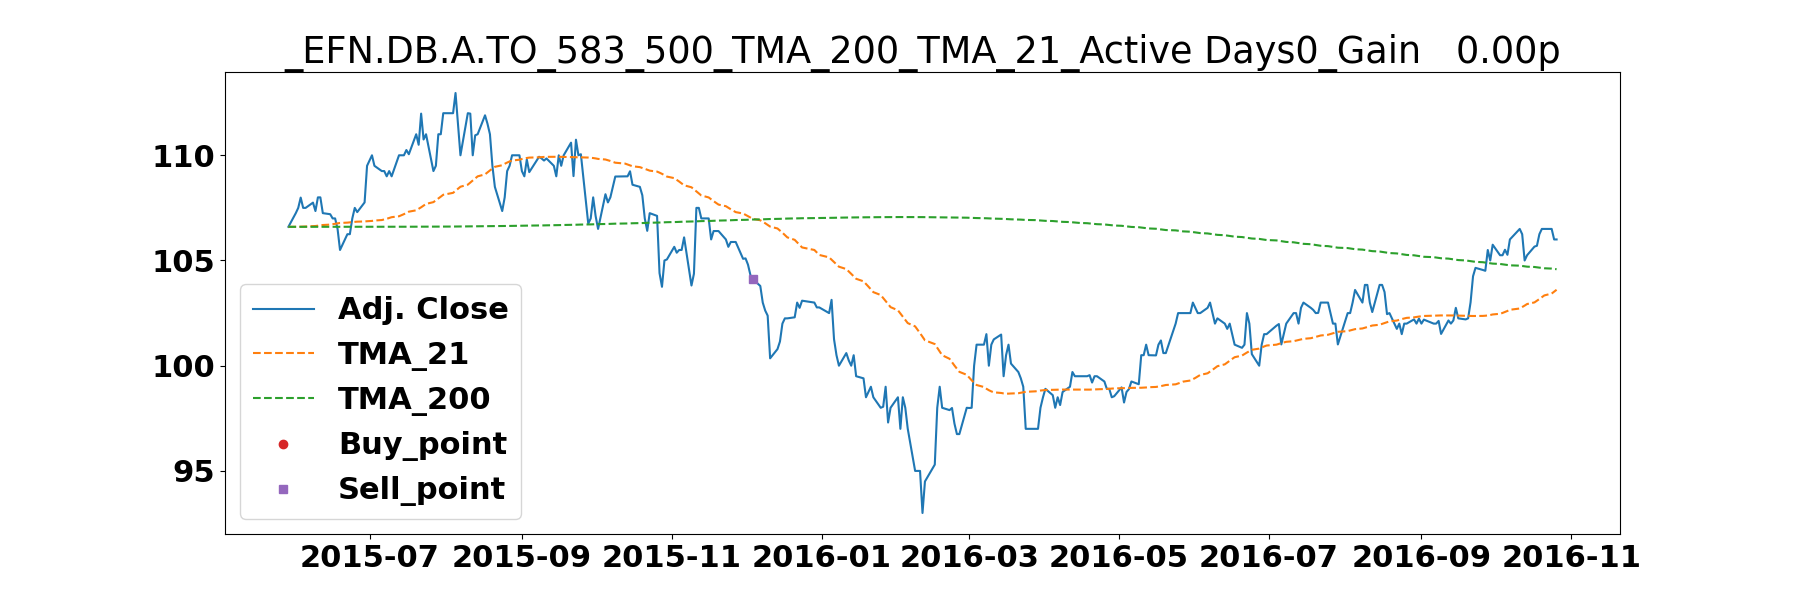 _EFN.DB.A.TO_583_500_TMA_200_TMA_21_Active Days0_Gain   0.00p
110
105
100
95
Adj. Close
TMA_21
TMA_200
Buy_point
Sell_point
2015-07 2015-09 2015-11 2016-01 2016-03 2016-05 2016-07 2016-09 2016-11